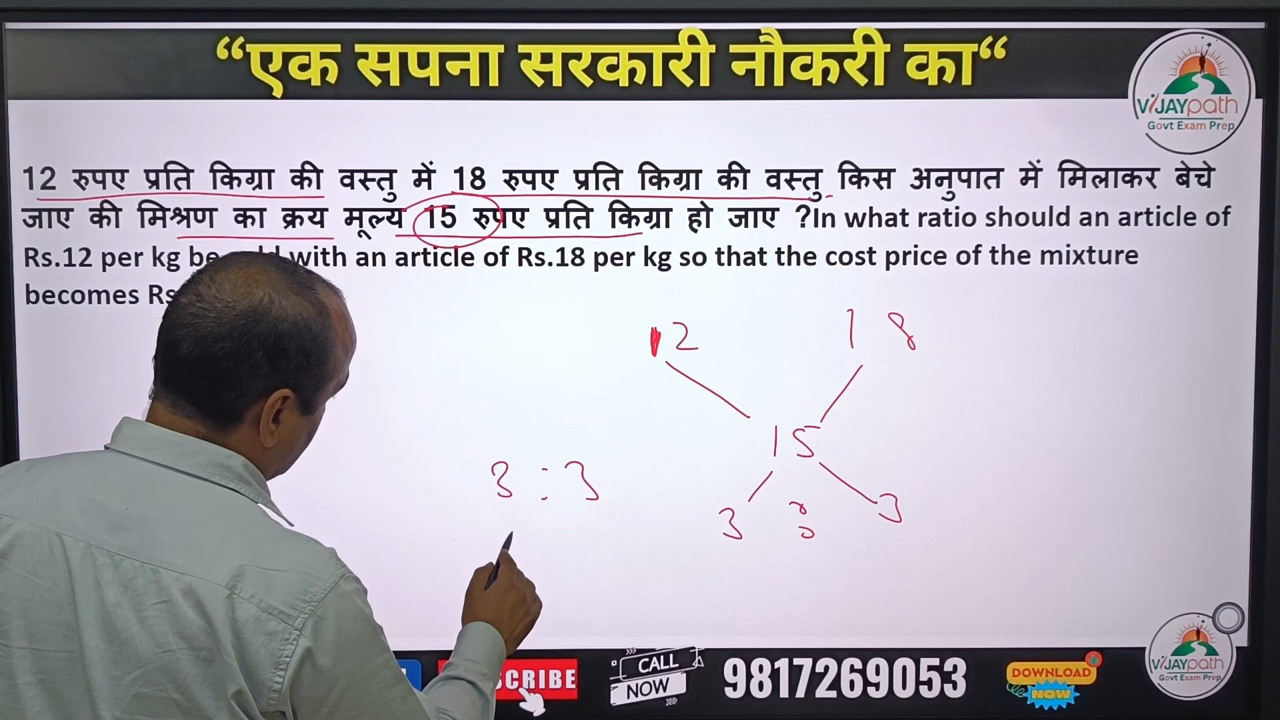 “एक सपना सरकारी नौकरी का“
VIJAYpath
Govt Exam Prep
12 रुपए प्रति किग्रा की वस्तु में 18 रुपए प्रति किग्रा की वस्तु किस अनुपात में मिलाकर बेचे
जाए की मिश्रण का क्रय मूल्य 15 रुपए प्रति किग्रा हो जाए ?In what ratio should an article of
Rs.12 per kg be with an article of Rs.18 per kg so that the cost price of the mixture
becomes Rs
12 18
15
3 : 3
3 : 3
CRIBE
CALL
NOW
9817269053
DOWNLOAD
NOW
VIJAYpath
Govt Exam Prep